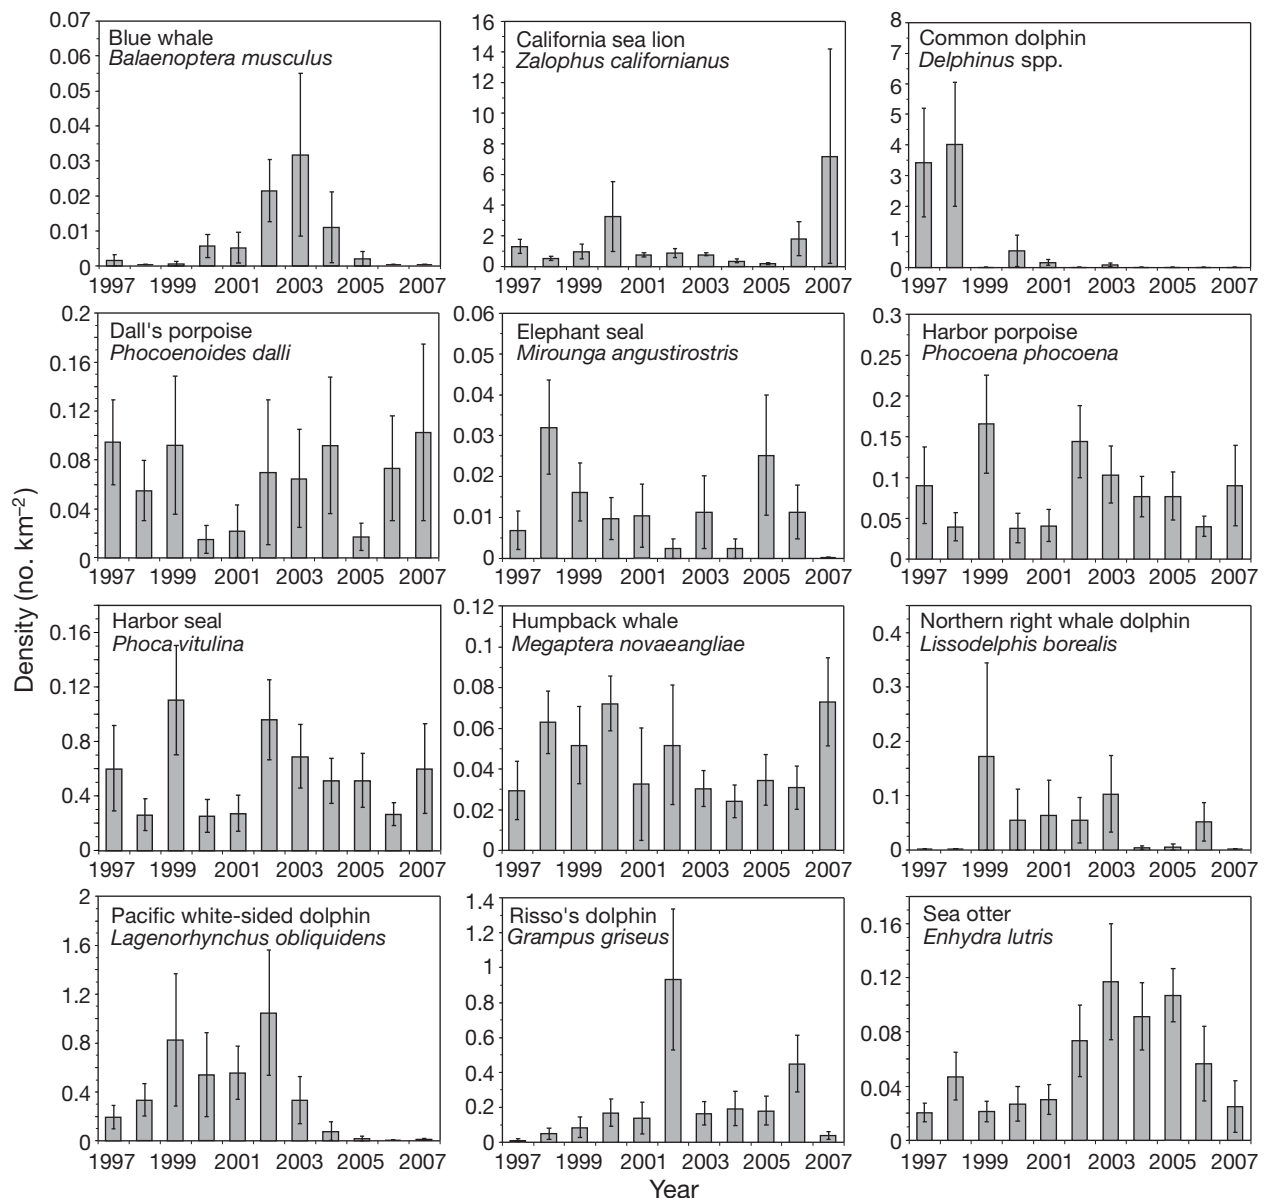 Blue whale
Balaenoptera musculus
0.07
0.06
0.05
0.04
0.03
0.02
0.01
0
1997 1999 2001 2003 2005 2007
California sea lion
Zalophus californianus
16
14
12
10
8
6
4
2
0
1997 1999 2001 2003 2005 2007
Common dolphin
Delphinus spp.
8
7
6
5
4
3
2
1
0
1997 1999 2001 2003 2005 2007
Dall's porpoise
Phocoenoides dalli
0.2
0.16
0.12
0.08
0.04
0
1997 1999 2001 2003 2005 2007
Elephant seal
Mirounga angustirostris
0.06
0.05
0.04
0.03
0.02
0.01
0
1997 1999 2001 2003 2005 2007
Harbor porpoise
Phocoena phocoena
0.3
0.25
0.2
0.15
0.1
0.05
0
1997 1999 2001 2003 2005 2007
Density (no. km–2)
Harbor seal
Phoca vitulina
0.16
0.12
0.8
0.4
0
1997 1999 2001 2003 2005 2007
Humpback whale
Megaptera novaeangliae
0.12
0.1
0.08
0.06
0.04
0.02
0
1997 1999 2001 2003 2005 2007
Northern right whale dolphin
Lissodelphis borealis
0.4
0.3
0.2
0.1
0
1997 1999 2001 2003 2005 2007
Pacific white-sided dolphin
Lagenorhynchus obliquidens
2
1.6
1.2
0.8
0.4
0
1997 1999 2001 2003 2005 2007
Risso's dolphin
Grampus griseus
1.4
1.2
1
0.8
0.6
0.4
0.2
0
1997 1999 2001 2003 2005 2007
Sea otter
Enhydra lutris
0.16
0.12
0.08
0.04
0
1997 1999 2001 2003 2005 2007
Year